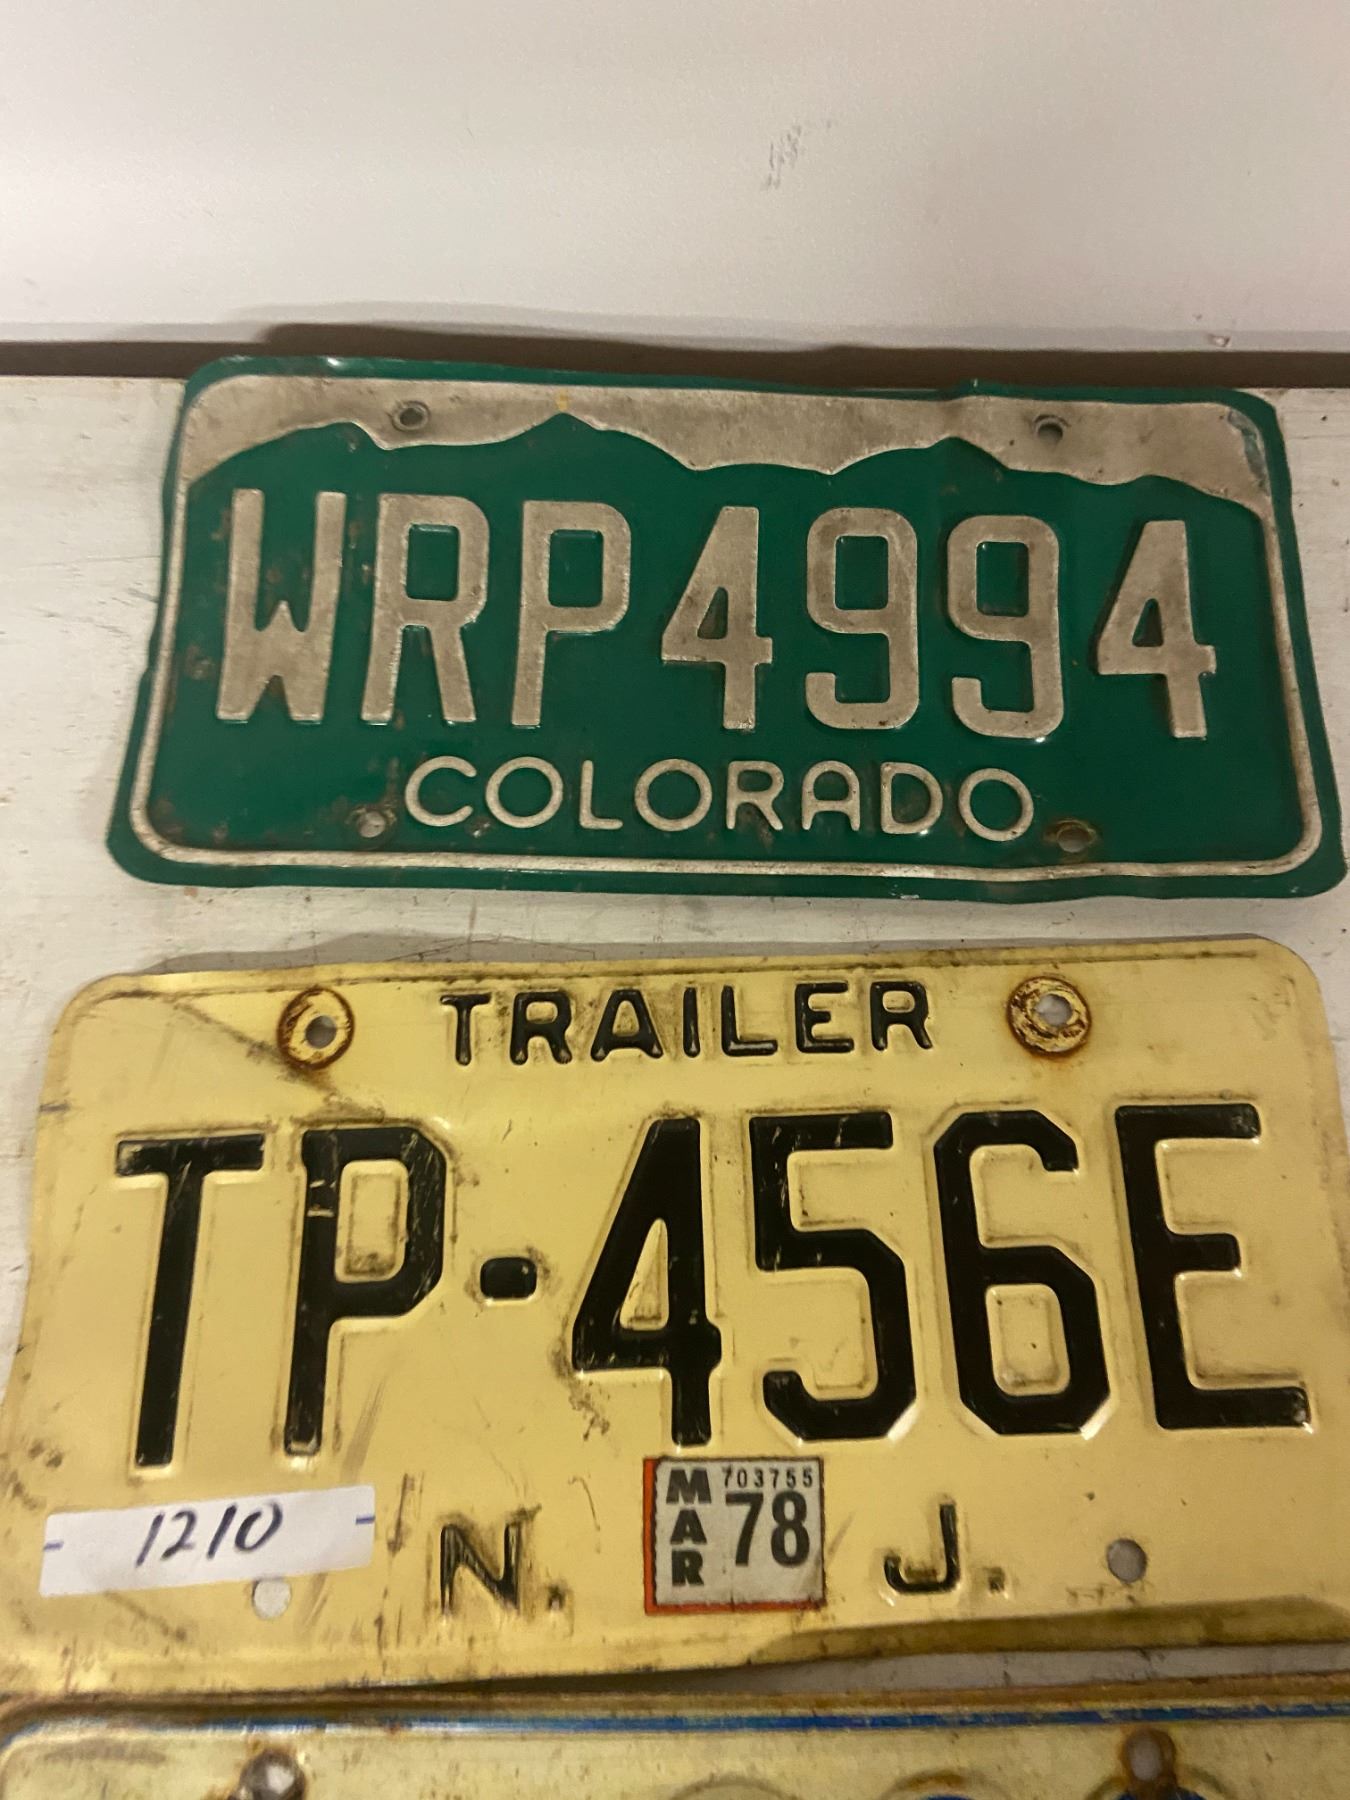 WRP4994
COLORADO
TRAILER
TP-456E
1210
N. J.
MAR 703755
78